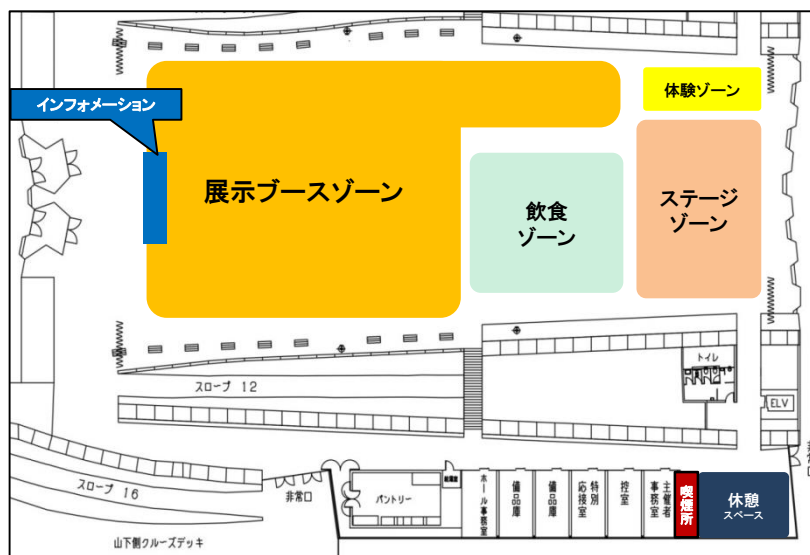 体験ゾーン
インフォメーション
展示ブースゾーン
飲食
ゾーン
ステージ
ゾーン
トイレ
スロープ 12
ELV
非常口
スロープ 16
非常口
パントリー
ホール事務室
備品庫
備品庫
特別
応接室
控室
主催者
事務室
喫煙所
休憩
スペース
山下側クルーズデッキ